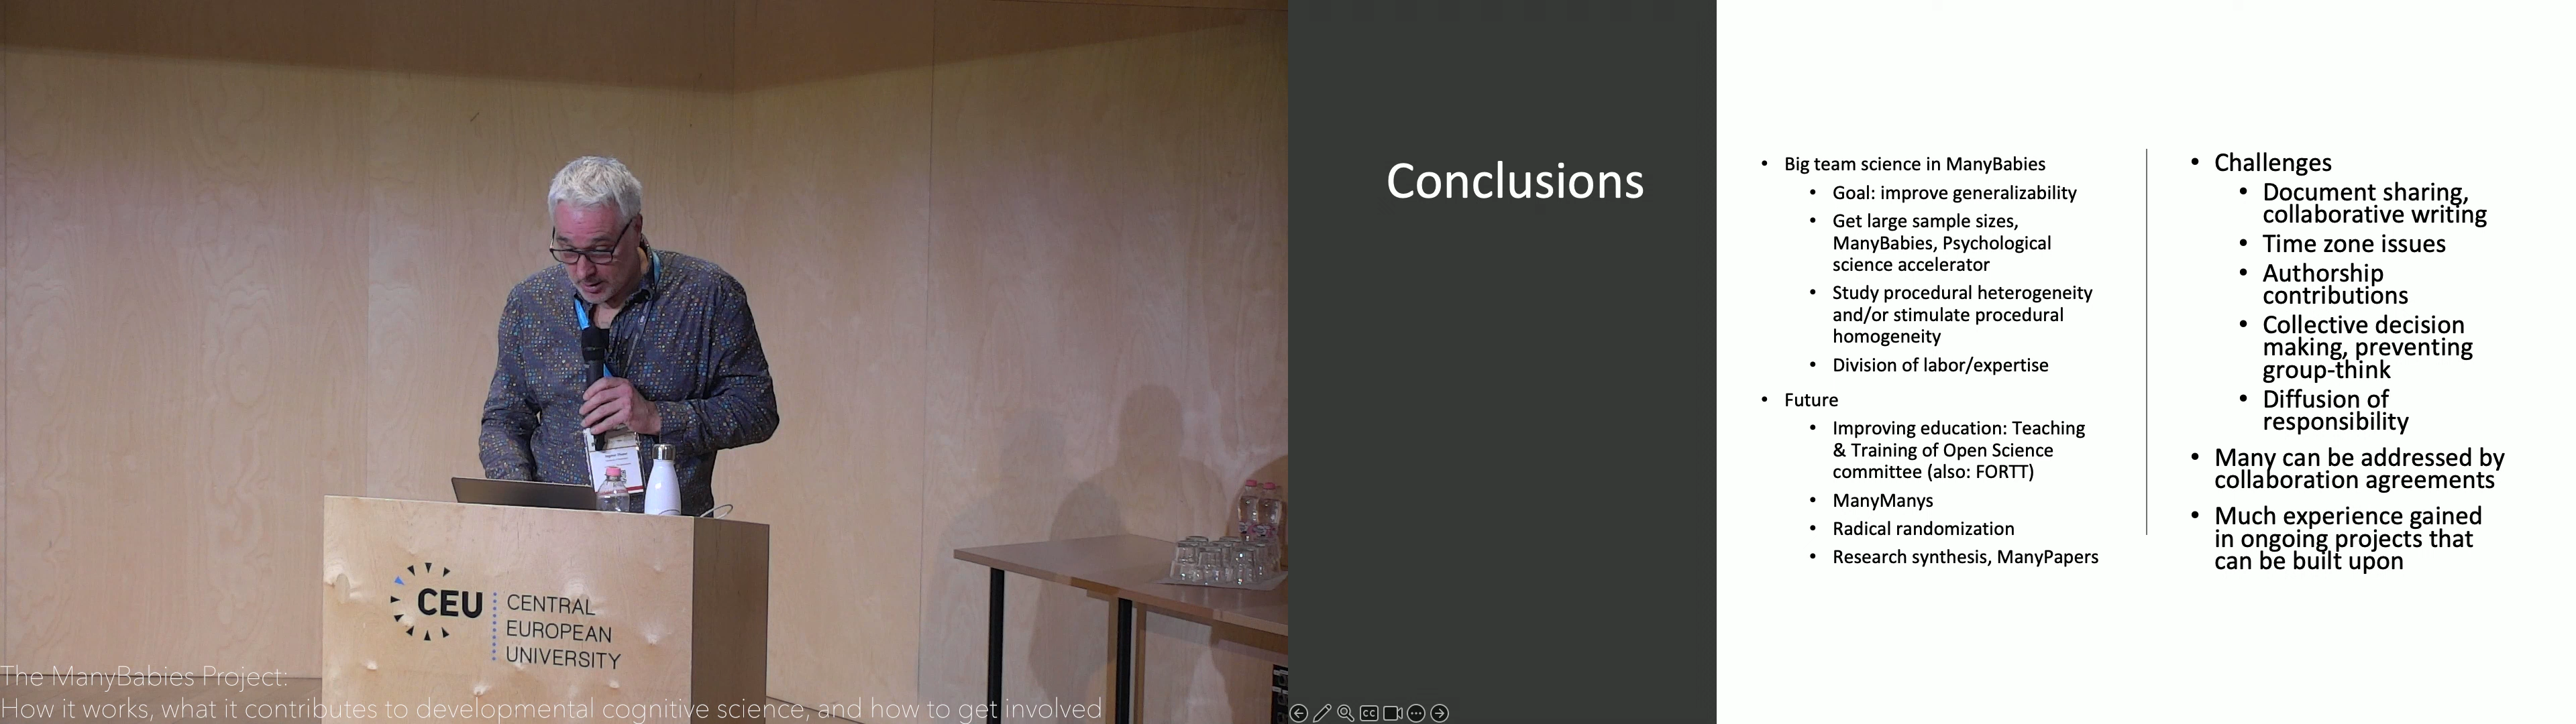 CEU
CENTRAL
EUROPEAN
UNIVERSITY
The ManyBabies Project:
How it works, what it contributes to developmental cognitive science, and how to get involved
Conclusions
• Big team science in ManyBabies
• Goal: improve generalizability
• Get large sample sizes,
ManyBabies, Psychological
science accelerator
• Study procedural heterogeneity
and/or stimulate procedural
homogeneity
• Division of labor/expertise
• Future
• Improving education: Teaching
& Training of Open Science
committee (also: FORTT)
• ManyManys
• Radical randomization
• Research synthesis, ManyPapers
• Challenges
• Document sharing,
collaborative writing
• Time zone issues
• Authorship
contributions
• Collective decision
making, preventing
group-think
• Diffusion of
responsibility
• Many can be addressed by
collaboration agreements
• Much experience gained
in ongoing projects that
can be built upon
CC